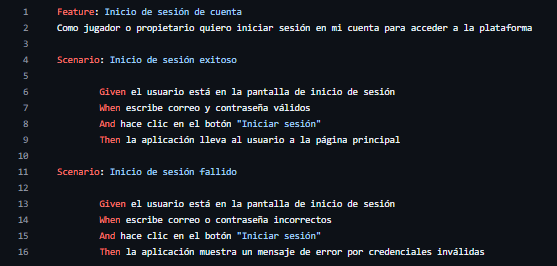 1 Feature: Inicio de sesión de cuenta
2 Como jugador o propietario quiero iniciar sesión en mi cuenta para acceder a la plataforma
3
4 Scenario: Inicio de sesión exitoso
5
6 Given el usuario está en la pantalla de inicio de sesión
7 When escribe correo y contraseña válidos
8 And hace clic en el botón "Iniciar sesión"
9 Then la aplicación lleva al usuario a la página principal
10
11 Scenario: Inicio de sesión fallido
12
13 Given el usuario está en la pantalla de inicio de sesión
14 When escribe correo o contraseña incorrectos
15 And hace clic en el botón "Iniciar sesión"
16 Then la aplicación muestra un mensaje de error por credenciales inválidas